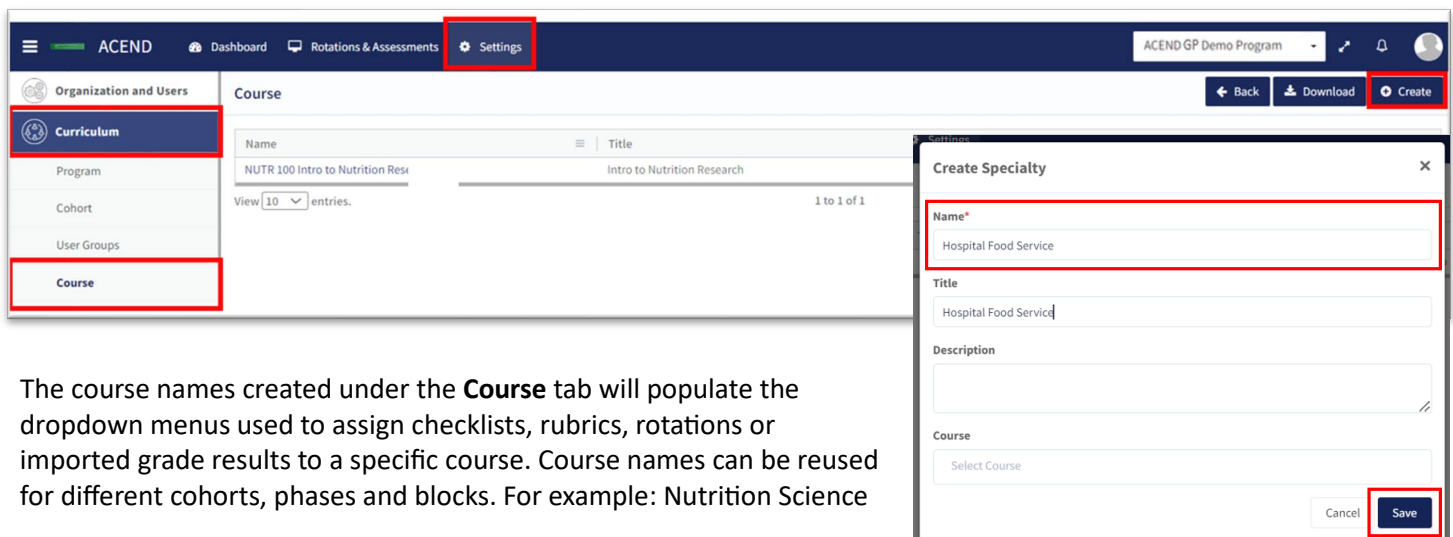 ACEND Dashboard Rotations & Assessments Settings ACEND GP Demo Program
Organization and Users Course Back Download Create
Curriculum
Name Title
Program NUTR 100 Intro to Nutrition Rese Intro to Nutrition Research
Cohort View 10 entries. 1 to 1 of 1
User Groups
Course
Settings
Create Specialty ×
Name*
Hospital Food Service
Title
Hospital Food Service
Description
Course
Select Course
Cancel Save
The course names created under the Course tab will populate the
dropdown menus used to assign checklists, rubrics, rotations or
imported grade results to a specific course. Course names can be reused
for different cohorts, phases and blocks. For example: Nutrition Science